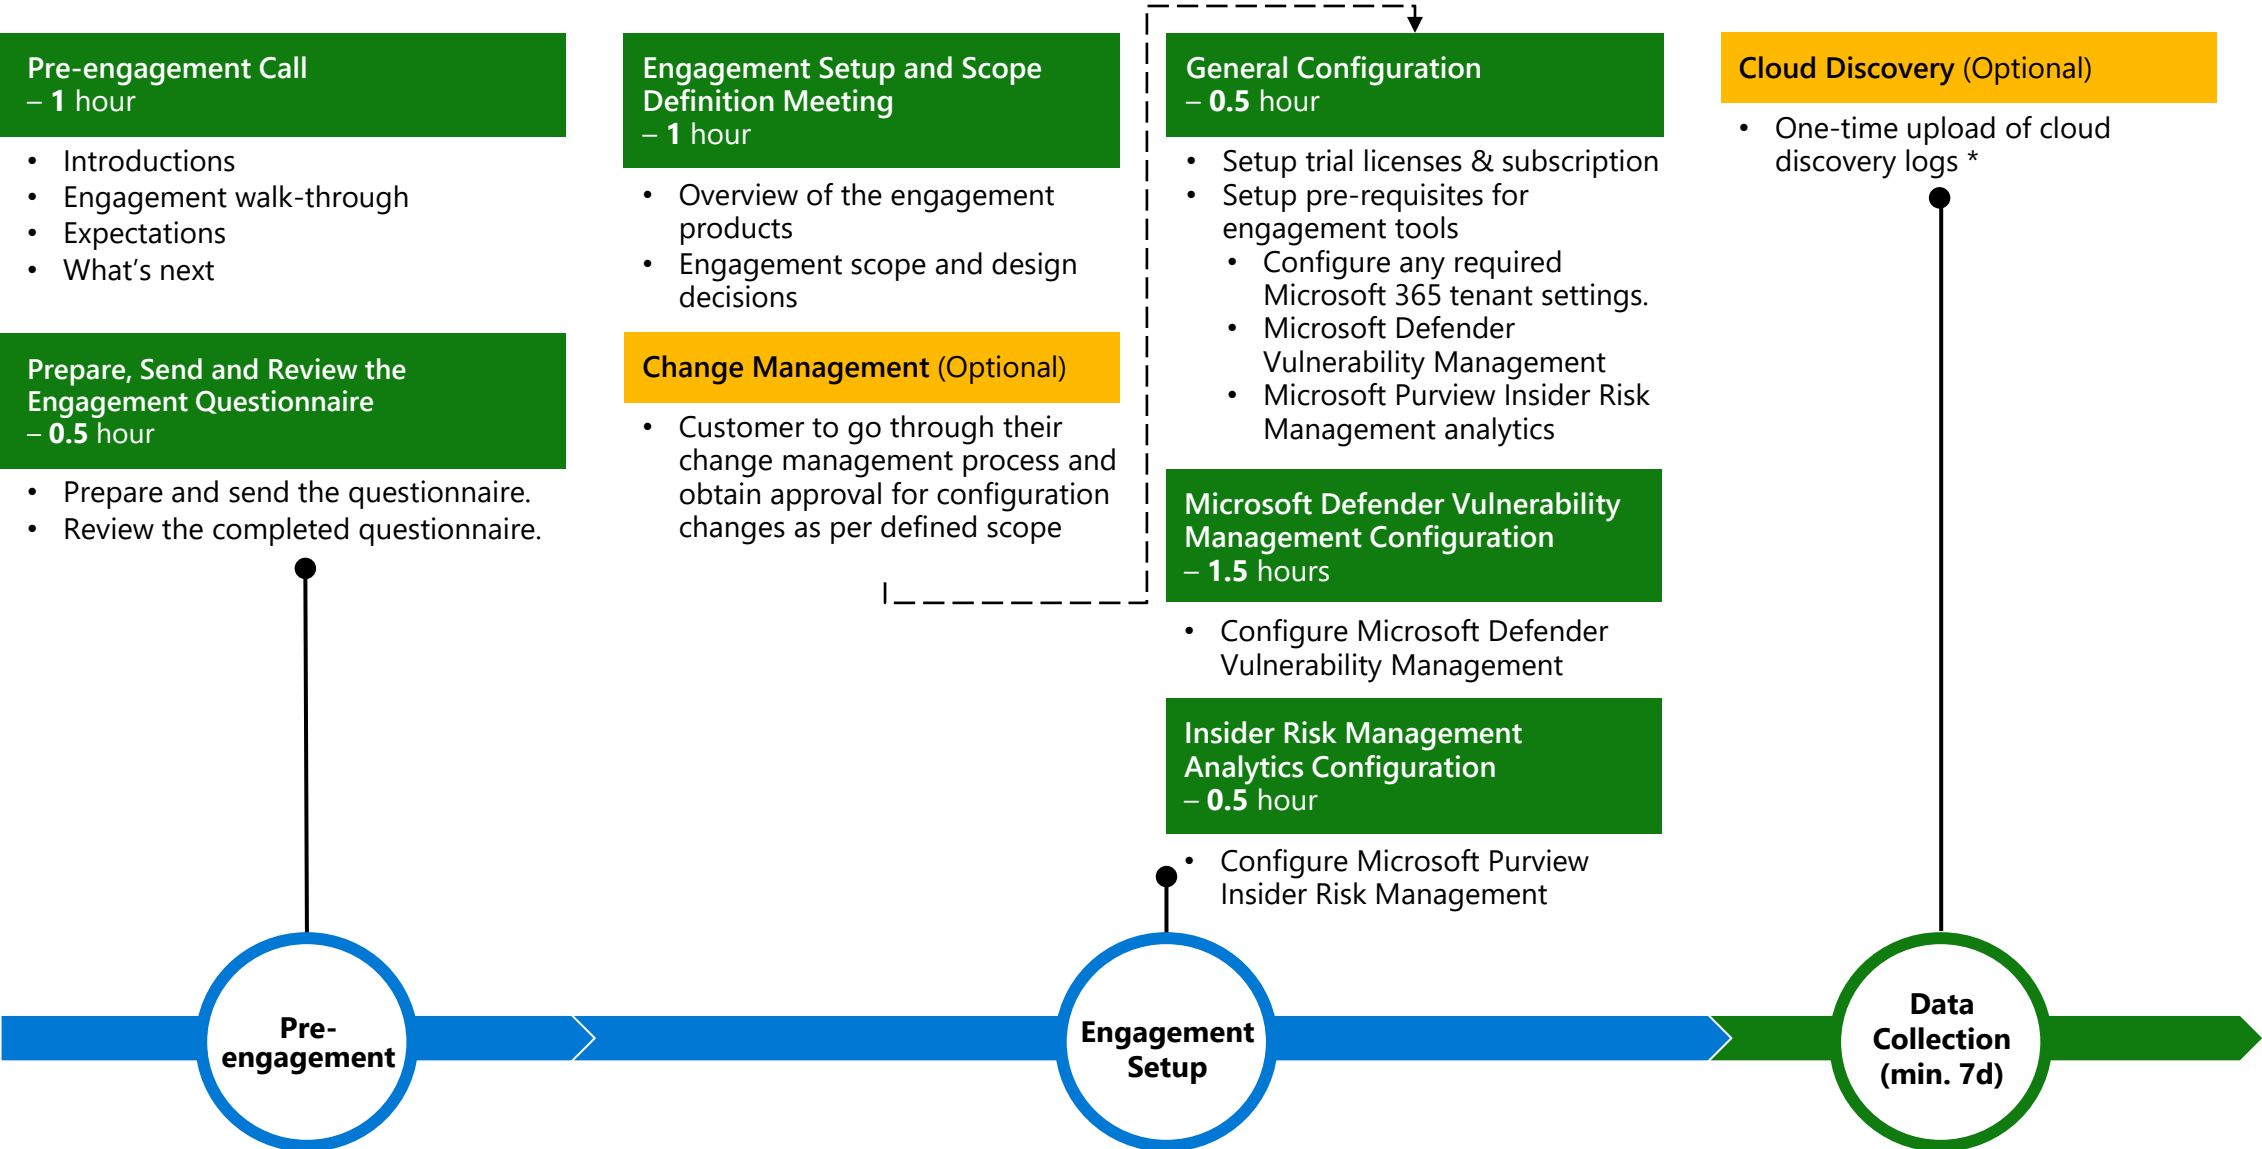 Pre-engagement Call
– 1 hour
• Introductions
• Engagement walk-through
• Expectations
• What's next
Prepare, Send and Review the
Engagement Questionnaire
– 0.5 hour
• Prepare and send the questionnaire.
• Review the completed questionnaire.
Engagement Setup and Scope
Definition Meeting
– 1 hour
• Overview of the engagement
products
• Engagement scope and design
decisions
Change Management (Optional)
• Customer to go through their
change management process and
obtain approval for configuration
changes as per defined scope
General Configuration
– 0.5 hour
• Setup trial licenses & subscription
• Setup pre-requisites for
engagement tools
• Configure any required
Microsoft 365 tenant settings.
• Microsoft Defender
Vulnerability Management
• Microsoft Purview Insider Risk
Management analytics
Microsoft Defender Vulnerability
Management Configuration
– 1.5 hours
• Configure Microsoft Defender
Vulnerability Management
Insider Risk Management
Analytics Configuration
– 0.5 hour
• Configure Microsoft Purview
Insider Risk Management
Cloud Discovery (Optional)
• One-time upload of cloud
discovery logs *
Pre-
engagement
Engagement
Setup
Data
Collection
(min. 7d)